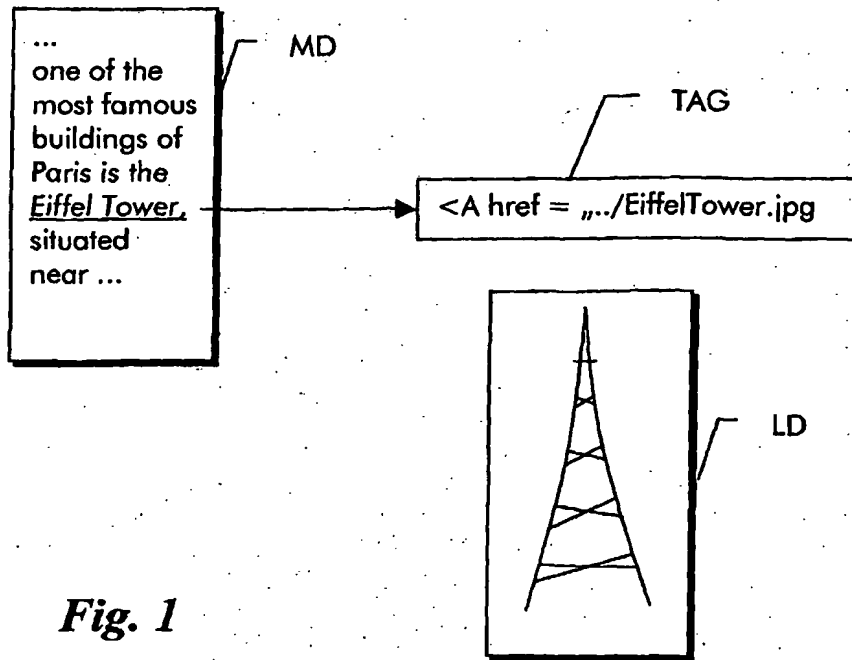 ...
one of the
most famous
buildings of
Paris is the
Eiffel Tower,
situated
near ...
MD
TAG
<A href = „../EiffelTower.jpg
LD
Fig. 1